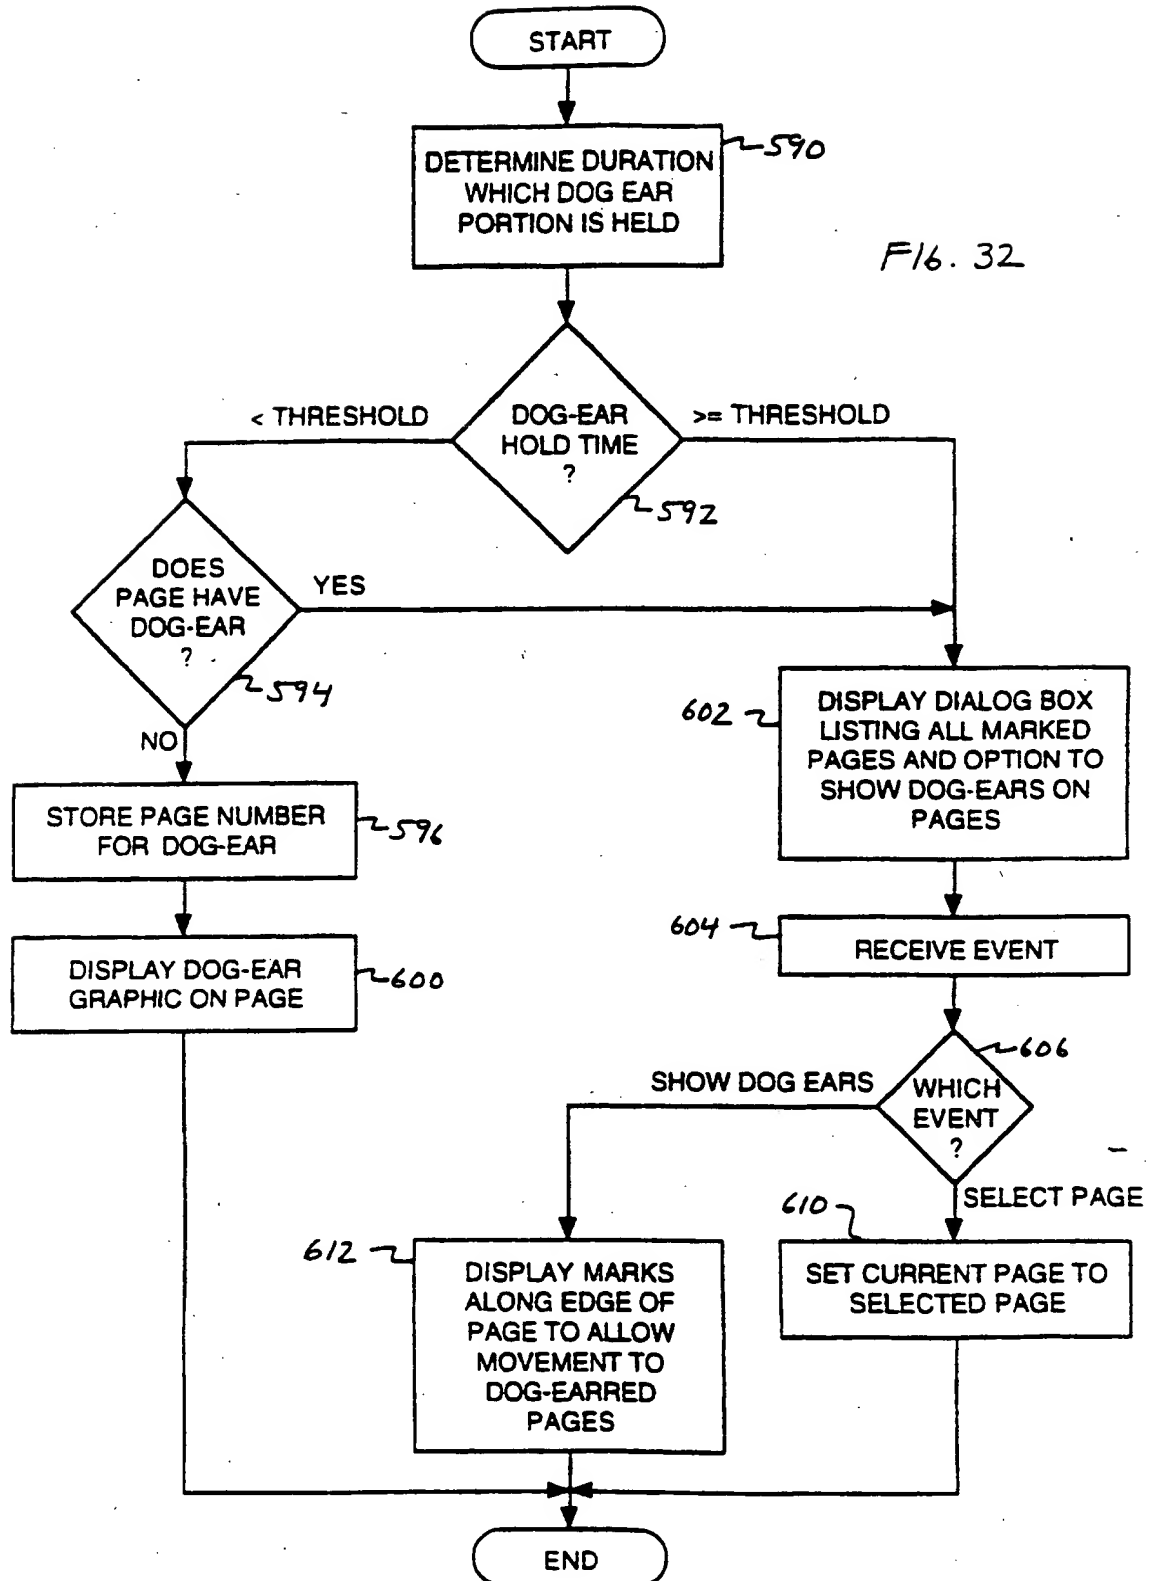 START
DETERMINE DURATION
WHICH DOG EAR
PORTION IS HELD
590
FIG. 32
< THRESHOLD
DOG-EAR
HOLD TIME
?
>= THRESHOLD
592
DOES
PAGE HAVE
DOG-EAR
?
YES
594
NO
602
DISPLAY DIALOG BOX
LISTING ALL MARKED
PAGES AND OPTION TO
SHOW DOG-EARS ON
PAGES
STORE PAGE NUMBER
FOR DOG-EAR
596
604
RECEIVE EVENT
DISPLAY DOG-EAR
GRAPHIC ON PAGE
600
606
SHOW DOG EARS
WHICH
EVENT
?
SELECT PAGE
610
612
DISPLAY MARKS
ALONG EDGE OF
PAGE TO ALLOW
MOVEMENT TO
DOG-EARRED
PAGES
SET CURRENT PAGE TO
SELECTED PAGE
END